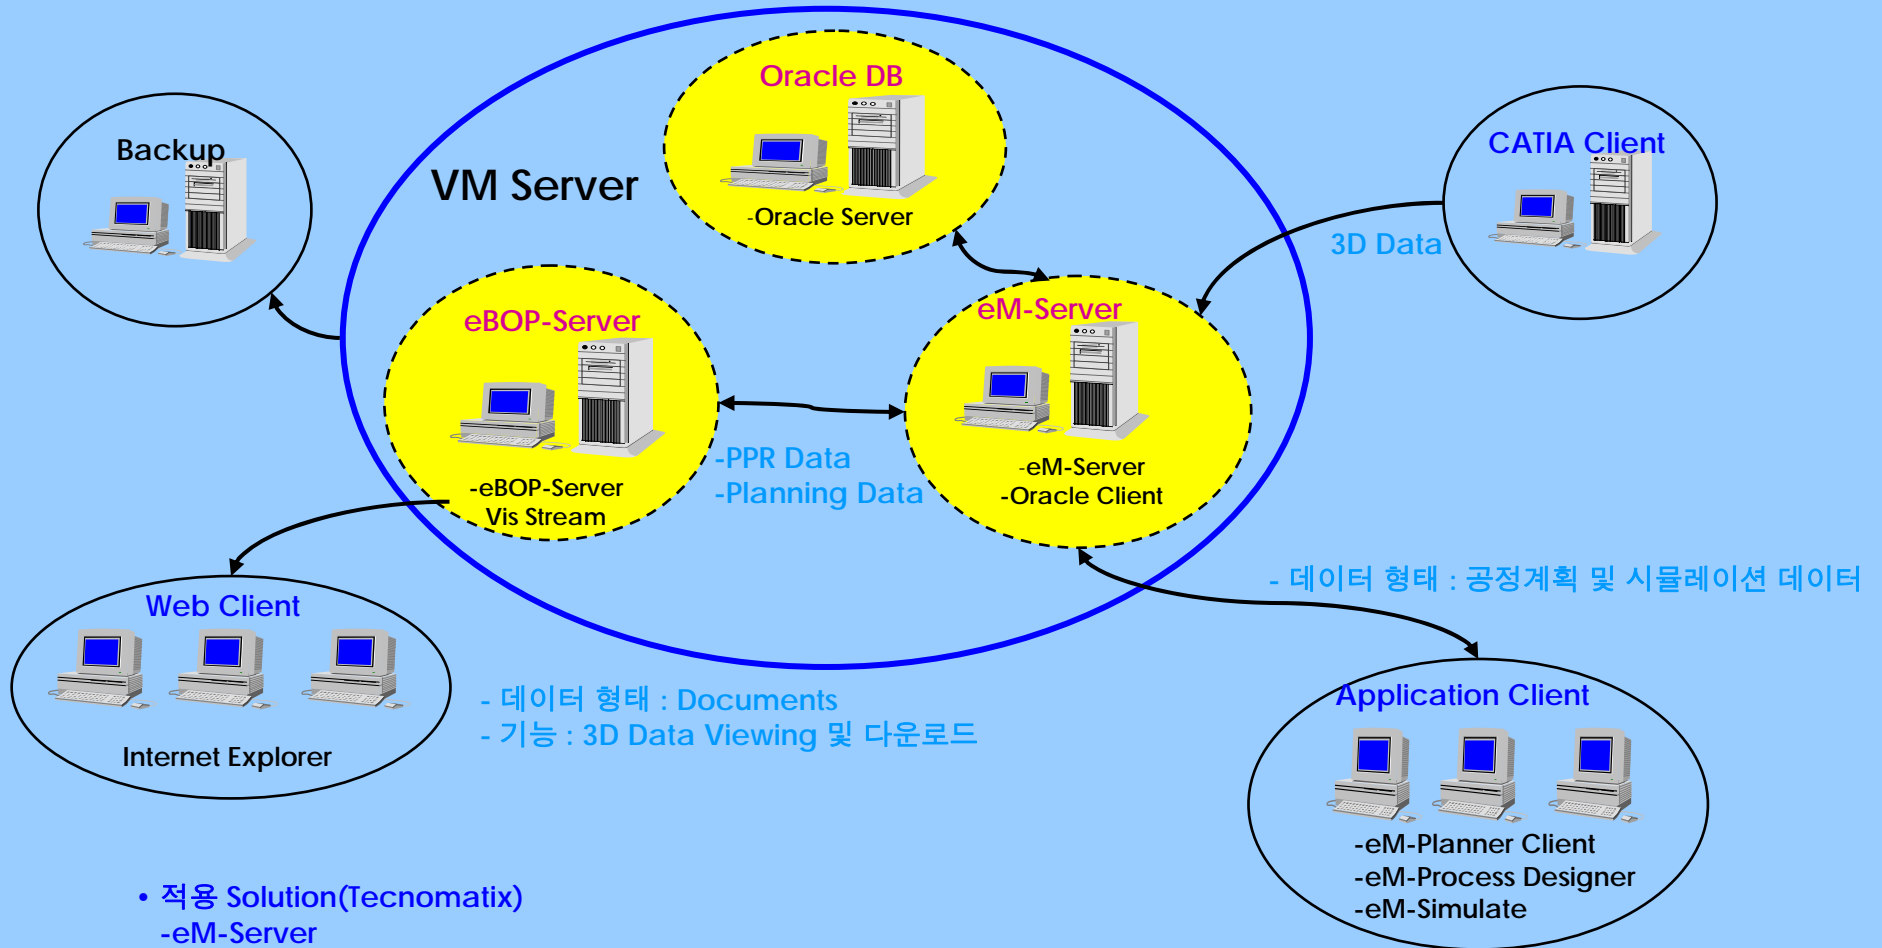 Oracle DB
-Oracle Server
Backup
VM Server
CATIA Client
3D Data
eBOP-Server
-eBOP-Server
Vis Stream
eM-Server
-eM-Server
-Oracle Client
-PPR Data
-Planning Data
- 데이터 형태 : 공정계획 및 시뮬레이션 데이터
Web Client
Internet Explorer
- 데이터 형태 : Documents
- 기능 : 3D Data Viewing 및 다운로드
Application Client
-eM-Planner Client
-eM-Process Designer
-eM-Simulate
• 적용 Solution(Tecnomatix)
-eM-Server